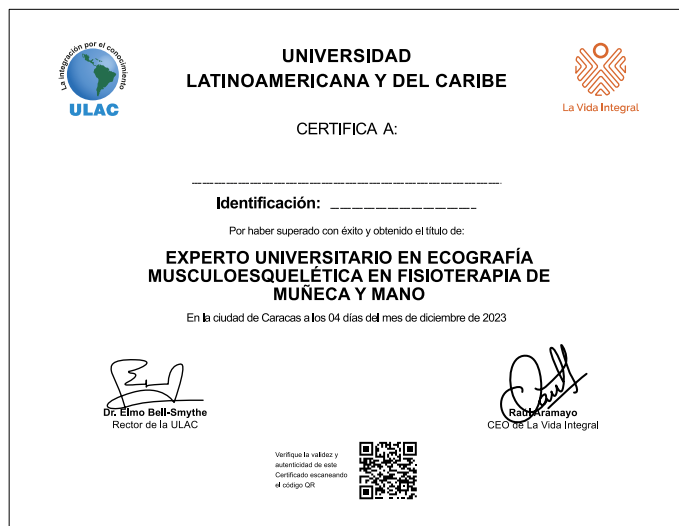 La integración por el conocimiento
ULAC
UNIVERSIDAD
LATINOAMERICANA Y DEL CARIBE
La Vida Integral
CERTIFICA A:
Identificación:
Por haber superado con éxito y obtenido el título de:
EXPERTO UNIVERSITARIO EN ECOGRAFÍA
MUSCULOESQUELÉTICA EN FISIOTERAPIA DE
MUÑECA Y MANO
En la ciudad de Caracas a los 04 días del mes de diciembre de 2023
Dr. Elmo Bell-Smythe
Rector de la ULAC
Raúl Aramayo
CEO de La Vida Integral
Verifique la validez y
autenticidad de este
Certificado escaneando
el código QR